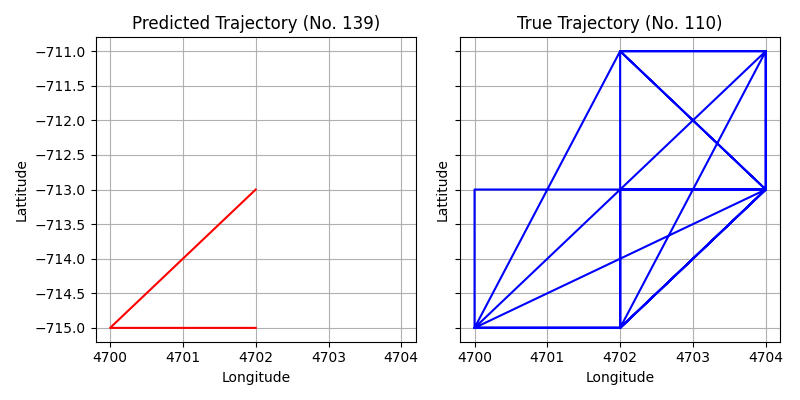 Predicted Trajectory (No. 139)
True Trajectory (No. 110)
−711.0
−711.5
−712.0
−712.5
−713.0
−713.5
−714.0
−714.5
−715.0
Lattitude
Lattitude
4700 4701 4702 4703 4704
4700 4701 4702 4703 4704
Longitude
Longitude